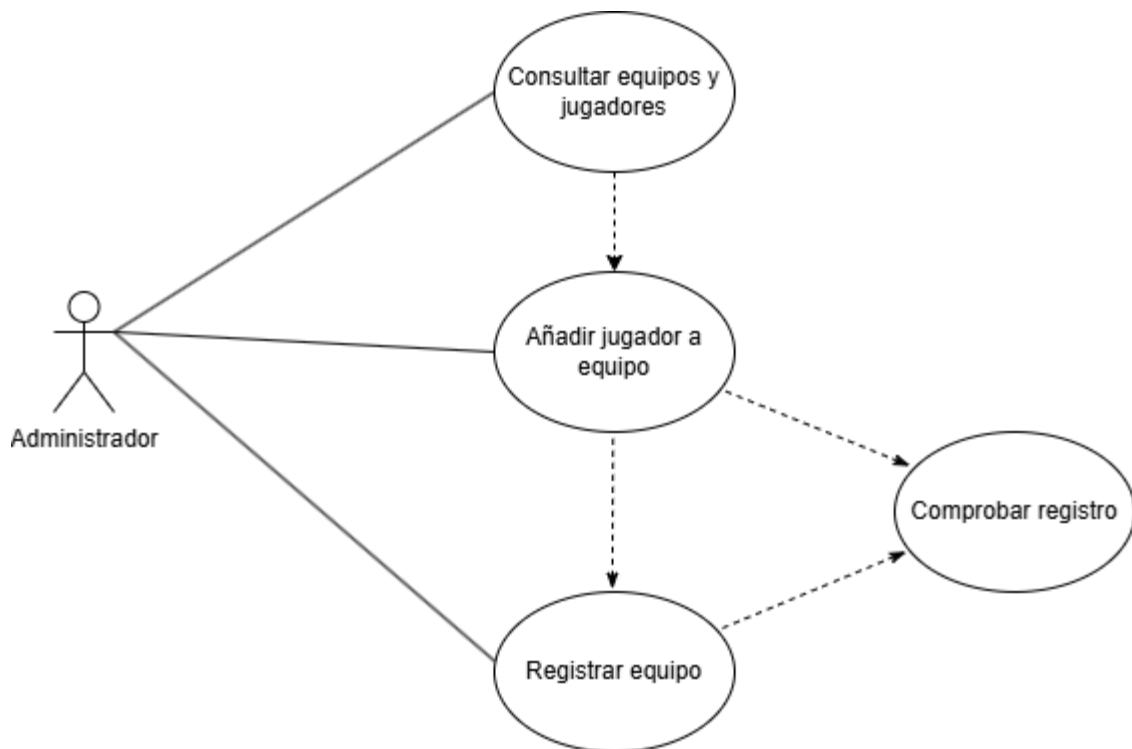 Consultar equipos y
jugadores
Añadir jugador a
equipo
Administrador
Comprobar registro
Registrar equipo